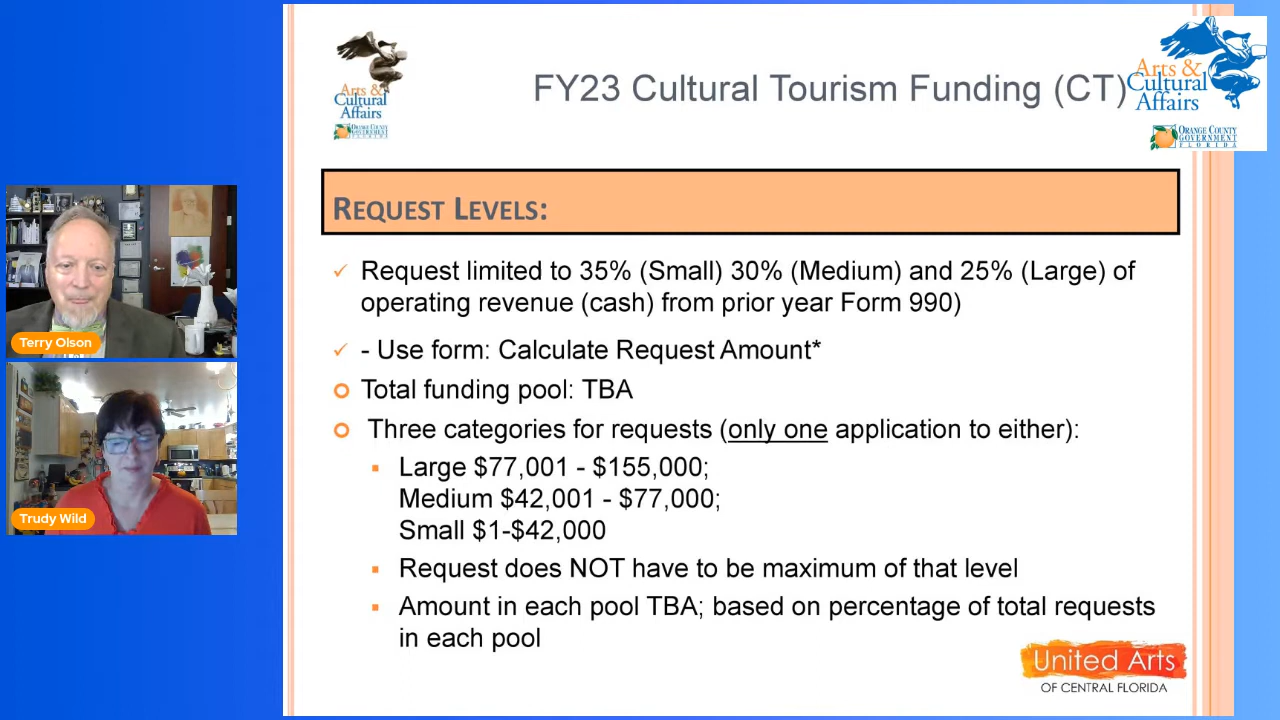 Arts &
Cultural
Affairs
ORANGE COUNTY
GOVERNMENT
FLORIDA
FY23 Cultural Tourism Funding (CT)
Arts &
Cultural
Affairs
ORANGE COUNTY
GOVERNMENT
FLORIDA
REQUEST LEVELS:
Request limited to 35% (Small) 30% (Medium) and 25% (Large) of
operating revenue (cash) from prior year Form 990)
- Use form: Calculate Request Amount*
Total funding pool: TBA
Three categories for requests (only one application to either):
Large $77,001 - $155,000;
Medium $42,001 - $77,000;
Small $1-$42,000
Request does NOT have to be maximum of that level
Amount in each pool TBA; based on percentage of total requests
in each pool
United Arts
OF CENTRAL FLORIDA
Terry Olson
Trudy Wild